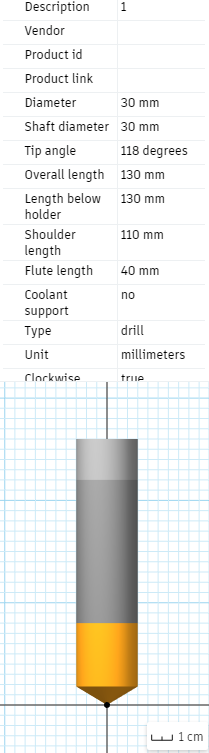 Description 1
Vendor
Product id
Product link
Diameter 30 mm
Shaft diameter 30 mm
Tip angle 118 degrees
Overall length 130 mm
Length below 130 mm
holder
Shoulder 110 mm
length
Flute length 40 mm
Coolant no
support
Type drill
Unit millimeters
Clockwise true
1 cm